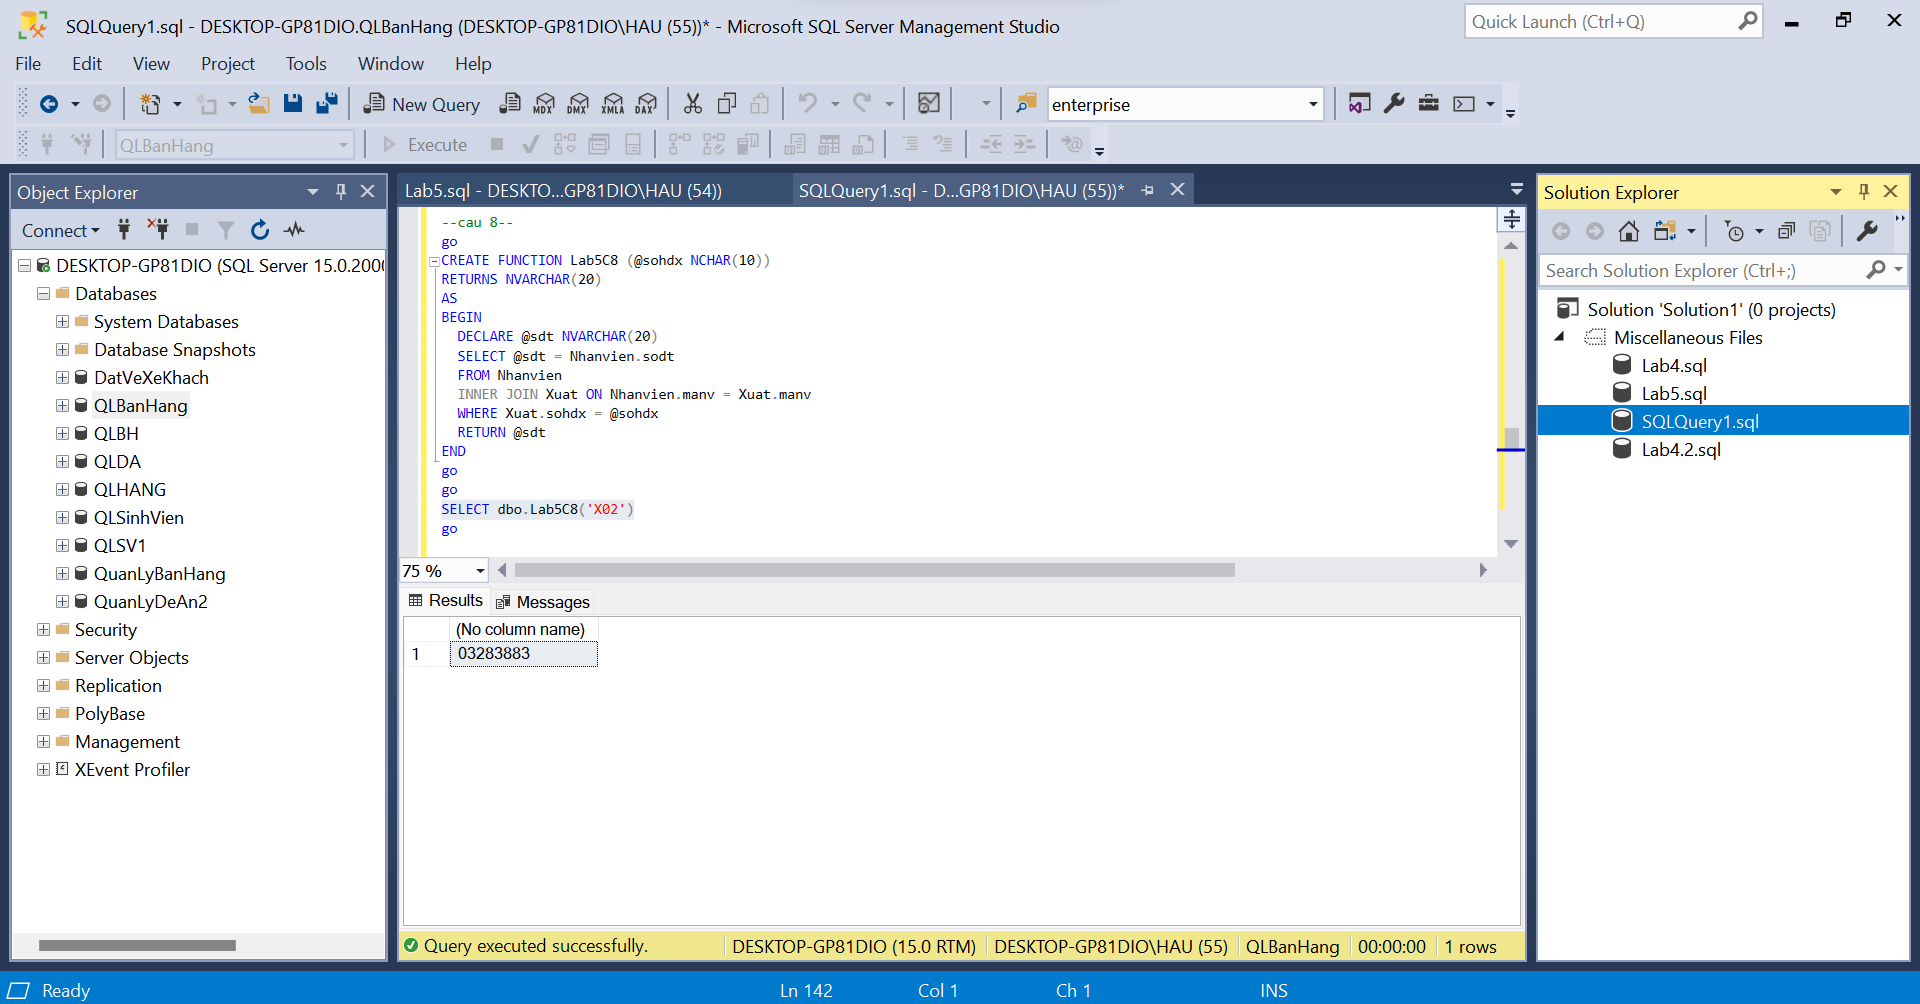 SQLQuery1.sql - DESKTOP-GP81DIO.QLBanHang (DESKTOP-GP81DIO\HAU (55))* - Microsoft SQL Server Management Studio
Quick Launch (Ctrl+Q)
File Edit View Project Tools Window Help
New Query MDX DMX XMLA DAX enterprise
QLBanHang Execute
Object Explorer
Connect
DESKTOP-GP81DIO (SQL Server 15.0.2000
Databases
System Databases
Database Snapshots
DatVeXeKhach
QLBanHang
QLBH
QLDA
QLHANG
QLSinhVien
QLSV1
QuanLyBanHang
QuanLyDeAn2
Security
Server Objects
Replication
PolyBase
Management
XEvent Profiler
Lab5.sql - DESKTO...GP81DIO\HAU (54)) SQLQuery1.sql - D...GP81DIO\HAU (55))*
--cau 8--
go
CREATE FUNCTION Lab5C8 (@sohdx NCHAR(10))
RETURNS NVARCHAR(20)
AS
BEGIN
DECLARE @sdt NVARCHAR(20)
SELECT @sdt = Nhanvien.sodt
FROM Nhanvien
INNER JOIN Xuat ON Nhanvien.manv = Xuat.manv
WHERE Xuat.sohdx = @sohdx
RETURN @sdt
END
go
go
SELECT dbo.Lab5C8('X02')
go
75 %
Results Messages
(No column name)
1 03283883
Query executed successfully. DESKTOP-GP81DIO (15.0 RTM) DESKTOP-GP81DIO\HAU (55) QLBanHang 00:00:00 1 rows
Solution Explorer
Search Solution Explorer (Ctrl+;)
Solution 'Solution1' (0 projects)
Miscellaneous Files
Lab4.sql
Lab5.sql
SQLQuery1.sql
Lab4.2.sql
Ready Ln 142 Col 1 Ch 1 INS